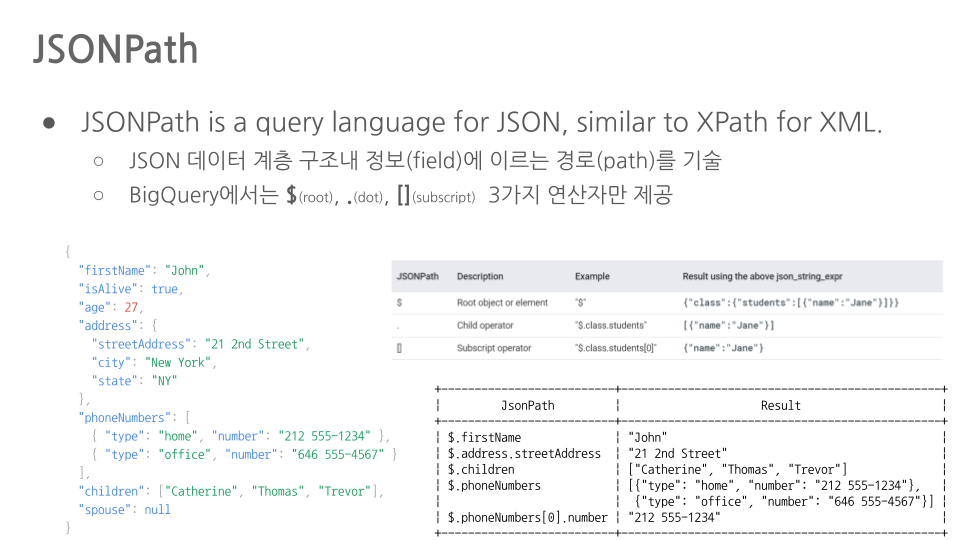 JSONPath
● JSONPath is a query language for JSON, similar to XPath for XML.
○ JSON 데이터 계층 구조내 정보(field)에 이르는 경로(path)를 기술
○ BigQuery에서는 $(root), .(dot), [](subscript) 3가지 연산자만 제공
{
"firstName": "John",
"isAlive": true,
"age": 27,
"address": {
"streetAddress": "21 2nd Street",
"city": "New York",
"state": "NY"
},
"phoneNumbers": [
{ "type": "home", "number": "212 555-1234" },
{ "type": "office", "number": "646 555-4567" }
],
"children": ["Catherine", "Thomas", "Trevor"],
"spouse": null
}
JSONPath Description Example Result using the above json_string_expr
$ Root object or element "$" {"class":{"students":[{"name":"Jane"}]}}
. Child operator "$.class.students" [{"name":"Jane"}]
[] Subscript operator "$.class.students[0]" {"name":"Jane"}
+--------------------------+------------------------------------------------+
¦ JsonPath ¦ Result ¦
+--------------------------+------------------------------------------------+
¦ $.firstName ¦ "John" ¦
¦ $.address.streetAddress ¦ "21 2nd Street" ¦
¦ $.children ¦ ["Catherine", "Thomas", "Trevor"] ¦
¦ $.phoneNumbers ¦ [{"type": "home", "number": "212 555-1234"}, ¦
¦ ¦ {"type": "office", "number": "646 555-4567"}] ¦
¦ $.phoneNumbers[0].number ¦ "212 555-1234" ¦
+--------------------------+------------------------------------------------+